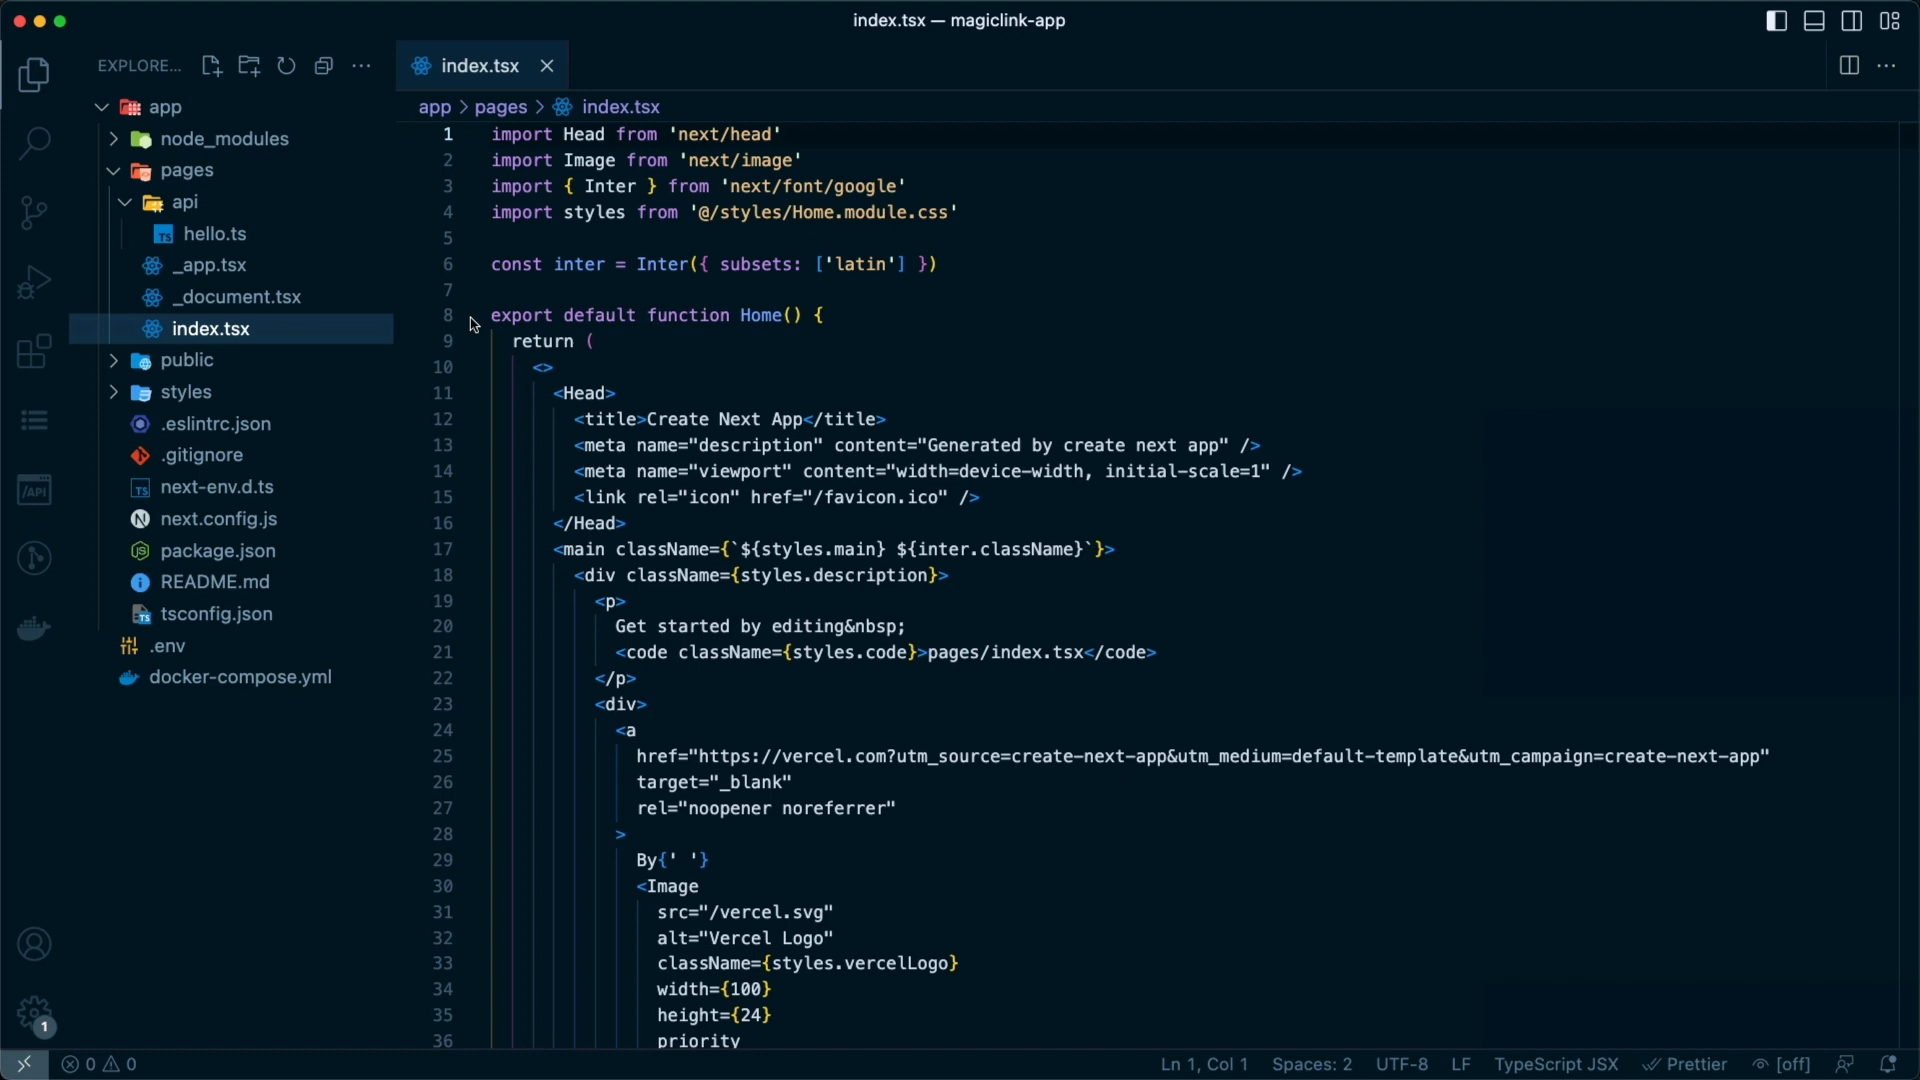 index.tsx — magiclink-app
EXPLORE...
index.tsx
app > pages > index.tsx
app
node_modules
pages
api
TS hello.ts
_app.tsx
_document.tsx
index.tsx
public
styles
.eslintrc.json
.gitignore
TS next-env.d.ts
N next.config.js
JS package.json
i README.md
TS tsconfig.json
.env
docker-compose.yml
/API
1
1 import Head from 'next/head'
2 import Image from 'next/image'
3 import { Inter } from 'next/font/google'
4 import styles from '@/styles/Home.module.css'
5
6 const inter = Inter({ subsets: ['latin'] })
7
8 export default function Home() {
9 return (
10 <>
11 <Head>
12 <title>Create Next App</title>
13 <meta name="description" content="Generated by create next app" />
14 <meta name="viewport" content="width=device-width, initial-scale=1" />
15 <link rel="icon" href="/favicon.ico" />
16 </Head>
17 <main className={`${styles.main} ${inter.className}`}>
18 <div className={styles.description}>
19 <p>
20 Get started by editing&nbsp;
21 <code className={styles.code}>pages/index.tsx</code>
22 </p>
23 <div>
24 <a
25 href="https://vercel.com?utm_source=create-next-app&utm_medium=default-template&utm_campaign=create-next-app"
26 target="_blank"
27 rel="noopener noreferrer"
28 >
29 By{' '}
30 <Image
31 src="/vercel.svg"
32 alt="Vercel Logo"
33 className={styles.vercelLogo}
34 width={100}
35 height={24}
36 priority
0 0
Ln 1, Col 1 Spaces: 2 UTF-8 LF TypeScript JSX Prettier [off]